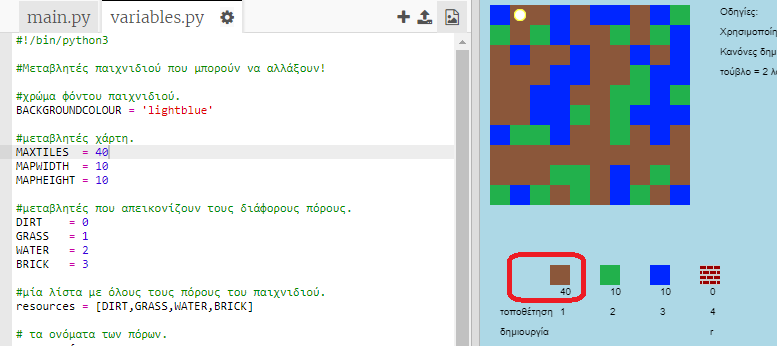 main.py variables.py
#!/bin/python3
#Μεταβλητές παιχνιδιού που μπορούν να αλλάξουν!
#χρώμα φόντου παιχνιδιού.
BACKGROUNDCOLOUR = 'lightblue'
#μεταβλητές χάρτη.
MAXTILES = 40
MAPWIDTH = 10
MAPHEIGHT = 10
#μεταβλητές που απεικονίζουν τους διάφορους πόρους.
DIRT = 0
GRASS = 1
WATER = 2
BRICK = 3
#μία λίστα με όλους τους πόρους του παιχνιδιού.
resources = [DIRT,GRASS,WATER,BRICK]
# τα ονόματα των πόρων.
Οδηγίες:
Χρησιμοποίη
Κανόνες δημι
τούβλο = 2 λά
40 10 10 0
τοποθέτηση 1 2 3 4
δημιουργία r